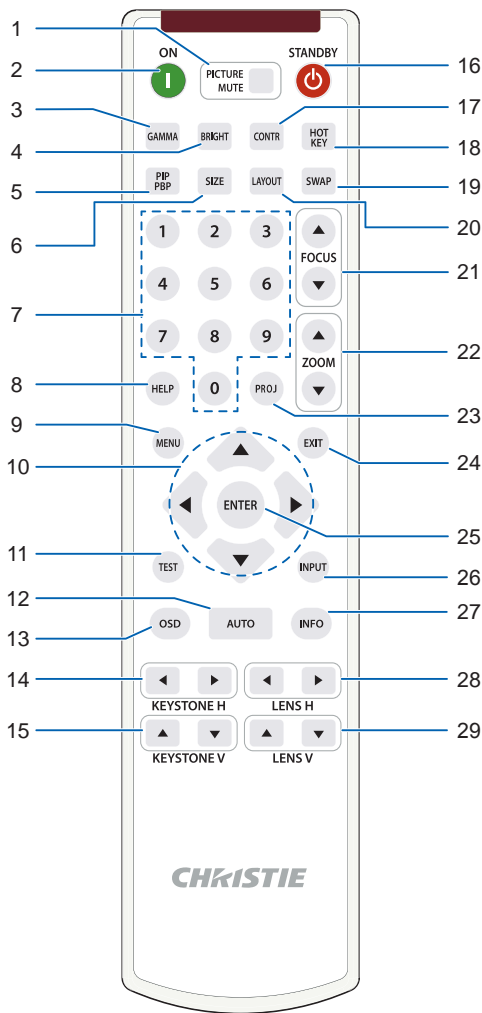 1
ON
STANDBY
2
PICTURE
MUTE
16
3
17
GAMMA
BRIGHT
CONTR
HOT
KEY
4
18
5
PIP
PBP
SIZE
LAYOUT
SWAP
19
6
20
1
2
3
FOCUS
21
4
5
6
7
7
8
9
ZOOM
22
8
HELP
0
PROJ
23
9
MENU
EXIT
24
10
ENTER
25
11
TEST
INPUT
26
12
27
13
OSD
AUTO
INFO
14
28
KEYSTONE H
LENS H
15
29
KEYSTONE V
LENS V
CHRISTIE